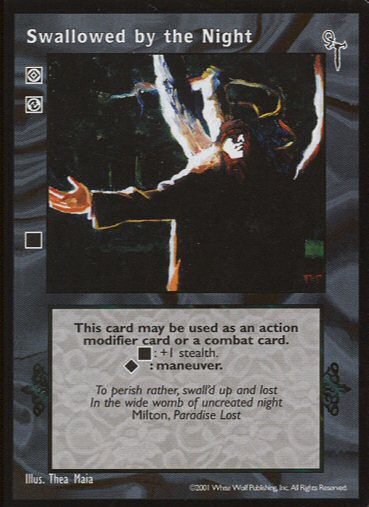 Swallowed by the Night
This card may be used as an action
modifier card or a combat card.
: +1 stealth.
: maneuver.
To perish rather, swall'd up and lost
In the wide womb of uncreated night
Milton, Paradise Lost
Illus. Thea Maia
©2001 White Wolf Publishing, Inc. All Rights Reserved.